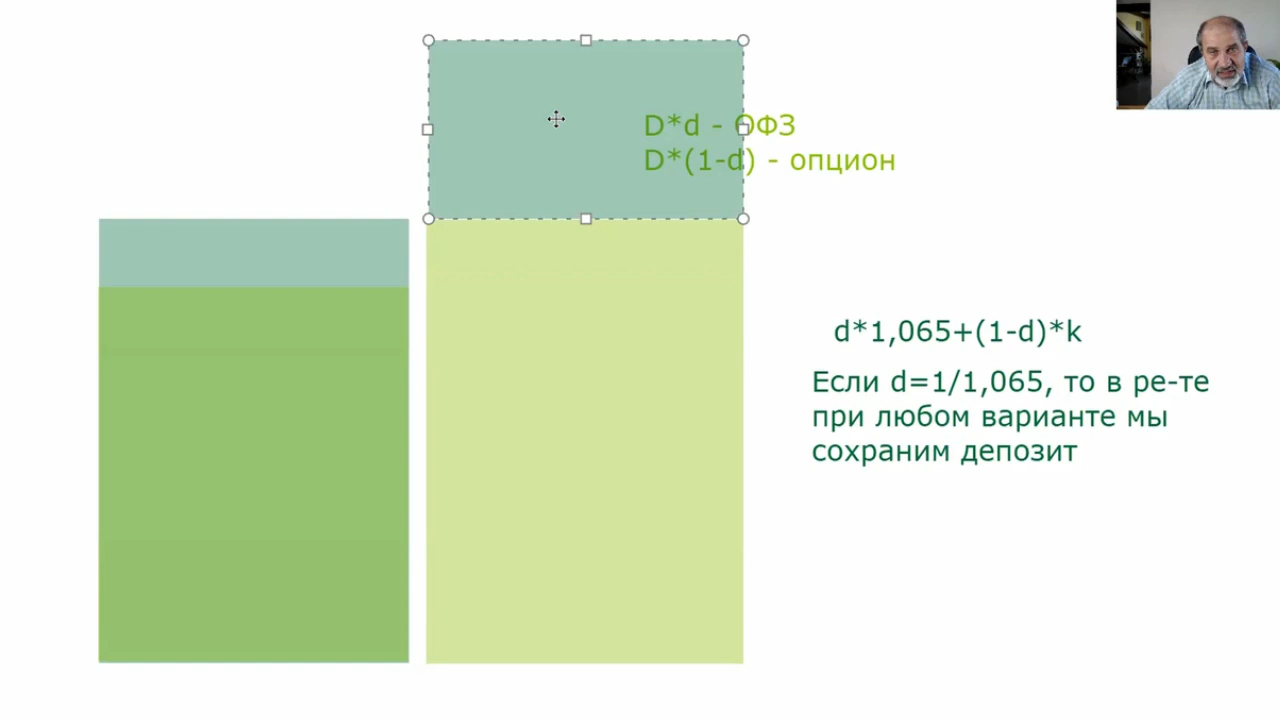 D*d - ОФЗ
D*(1-d) - опцион
d*1,065+(1-d)*k
Если d=1/1,065, то в ре-те
при любом варианте мы
сохраним депозит